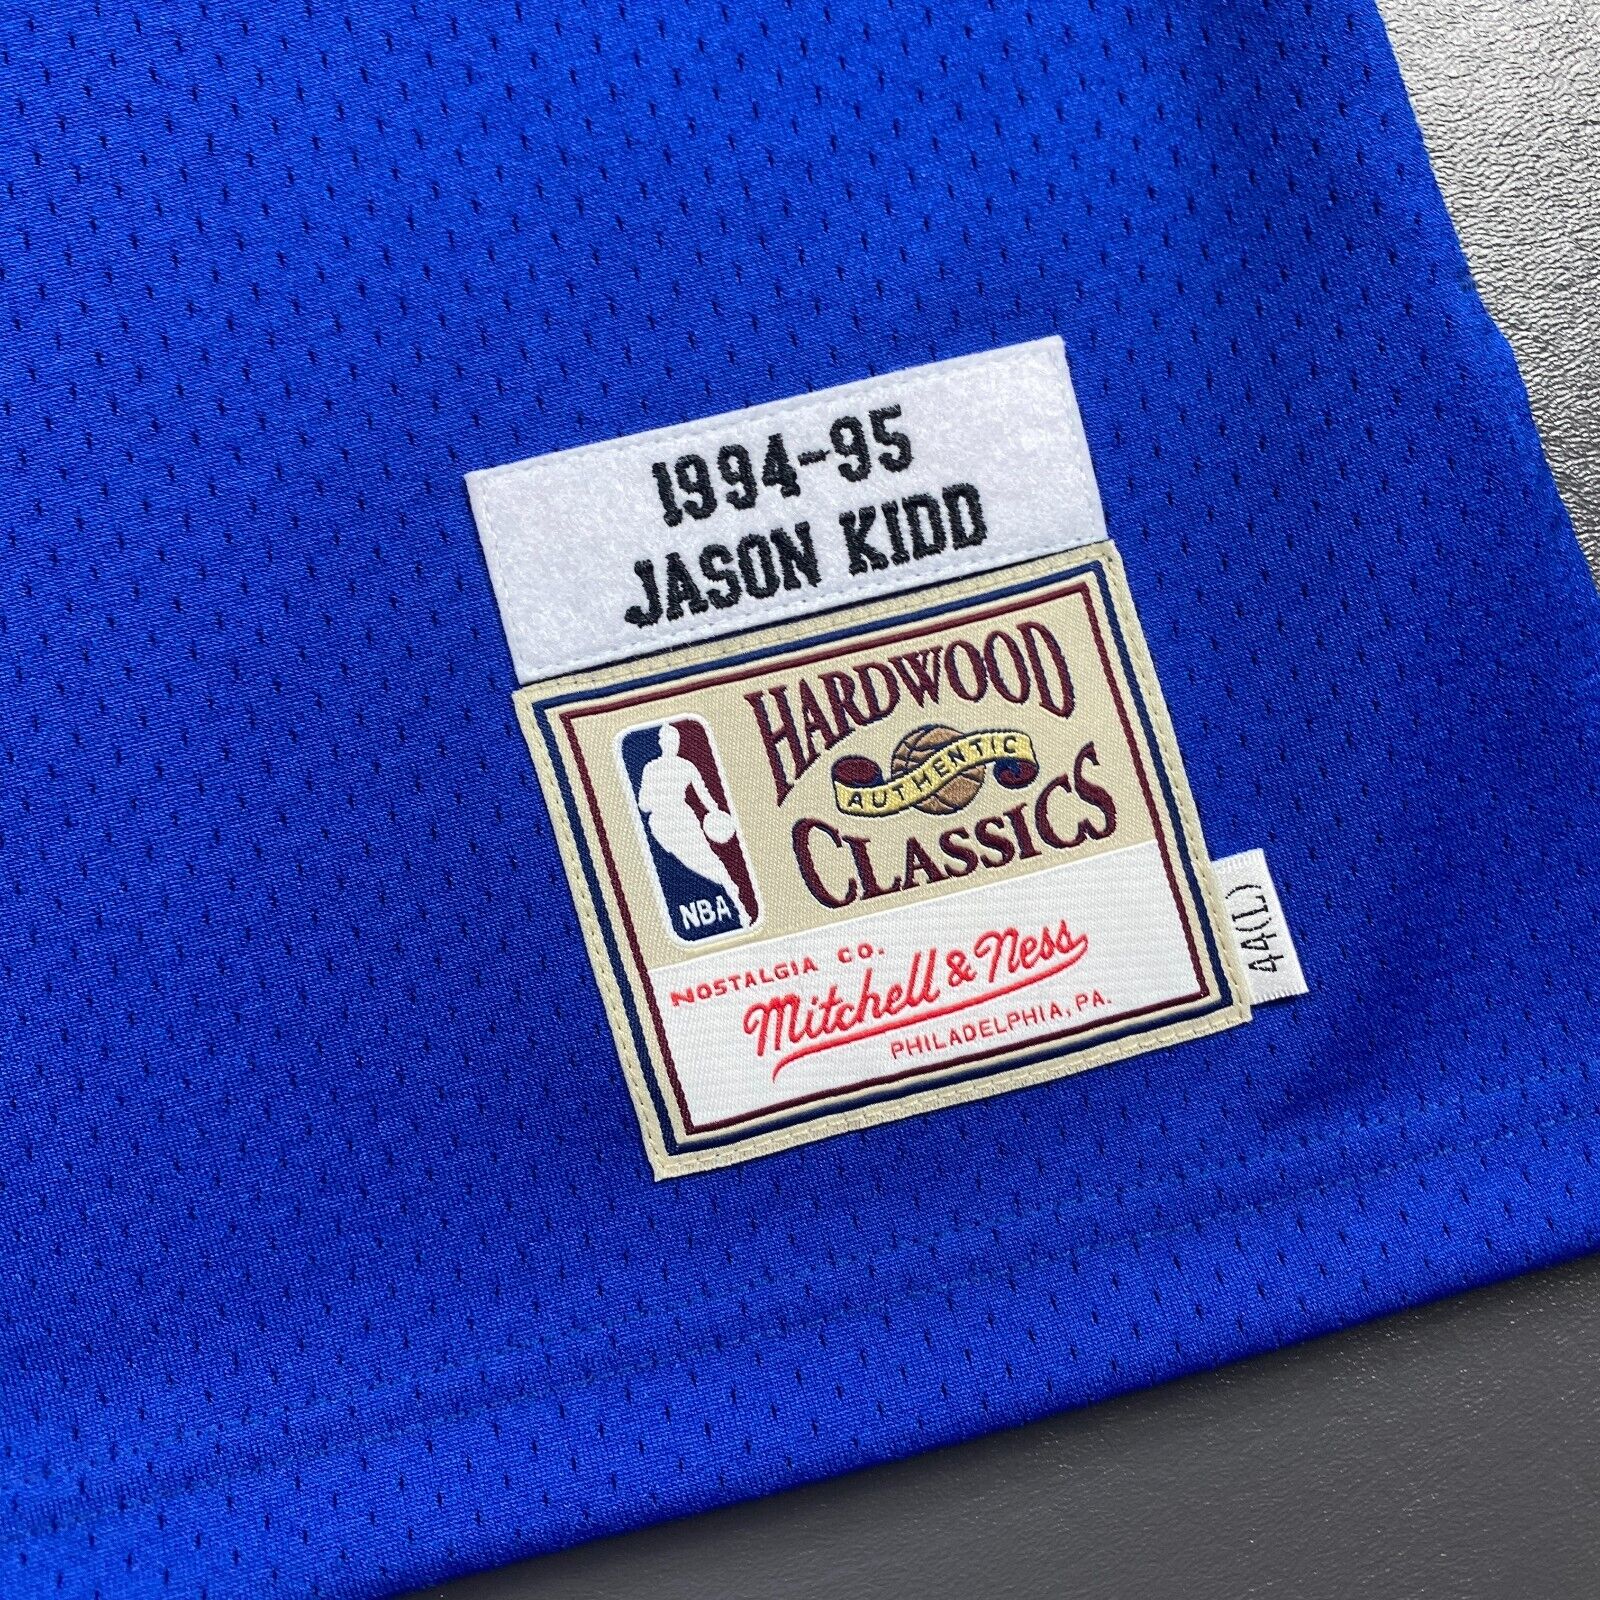 1994-95
JASON KIDD
HARDWOOD
AUTHENTIC
CLASSICS
NBA
NOSTALGIA CO.
Mitchell & Ness
PHILADELPHIA, PA.
44(L)